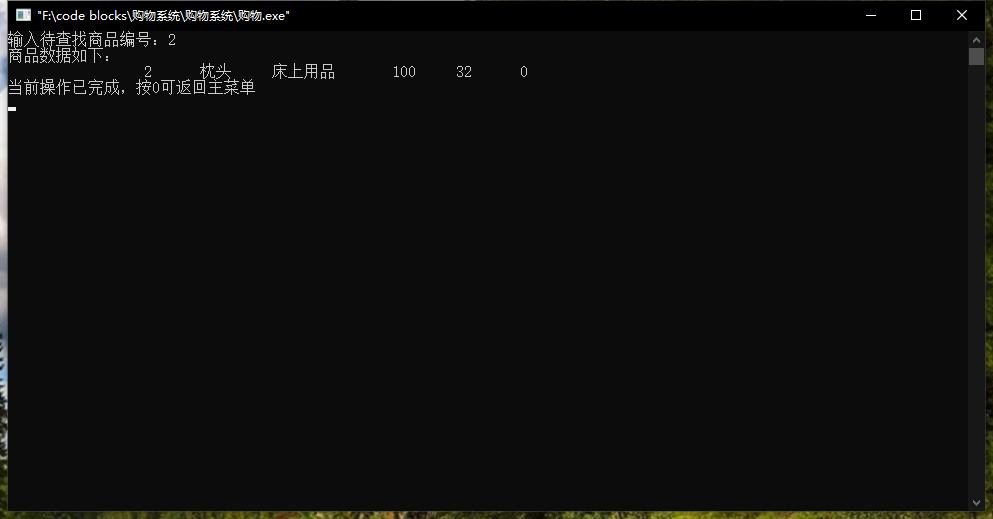 "F:\code blocks\购物系统\购物系统\购物.exe"
输入待查找商品编号：2
商品数据如下：
2 枕头 床上用品 100 32 0
当前操作已完成，按0可返回主菜单